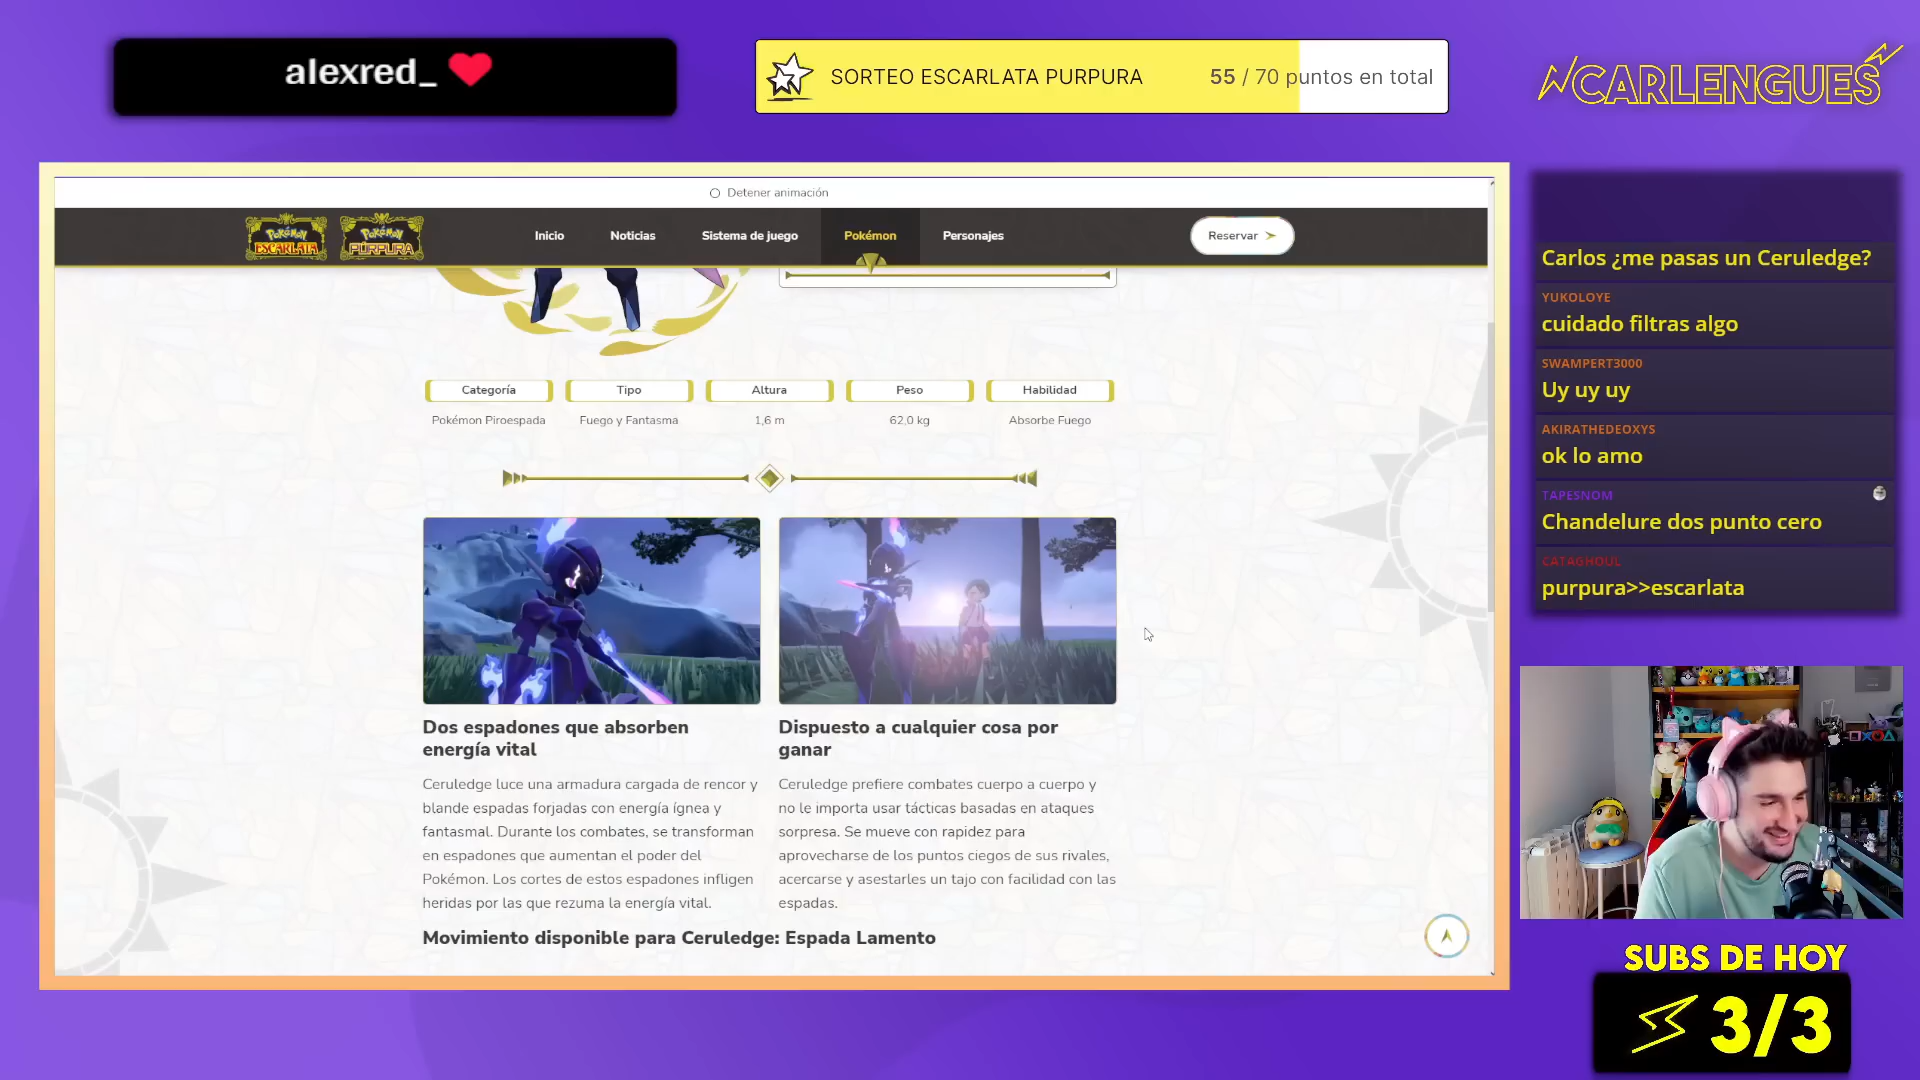 alexred_ ❤
SORTEO ESCARLATA PURPURA 55 / 70 puntos en total
CARLENGUES
Detener animación
Pokémon ESCARLATA
Pokémon PÚRPURA
Inicio
Noticias
Sistema de juego
Pokémon
Personajes
Reservar
Categoría
Tipo
Altura
Peso
Habilidad
Pokémon Piroespada
Fuego y Fantasma
1,6 m
62,0 kg
Absorbe Fuego
Dos espadones que absorben
energía vital
Ceruledge luce una armadura cargada de rencor y
blande espadas forjadas con energía ígnea y
fantasmal. Durante los combates, se transforman
en espadones que aumentan el poder del
Pokémon. Los cortes de estos espadones infligen
heridas por las que rezuma la energía vital.
Dispuesto a cualquier cosa por
ganar
Ceruledge prefiere combates cuerpo a cuerpo y
no le importa usar tácticas basadas en ataques
sorpresa. Se mueve con rapidez para
aprovecharse de los puntos ciegos de sus rivales,
acercarse y asestarles un tajo con facilidad con las
espadas.
Movimiento disponible para Ceruledge: Espada Lamento
Carlos ¿me pasas un Ceruledge?
YUKOLOYE
cuidado filtras algo
SWAMPERT3000
Uy uy uy
AKIRATHEDEOXYS
ok lo amo
TAPESNOM
Chandelure dos punto cero
CATAGHOUL
purpura>>escarlata
SUBS DE HOY
3/3